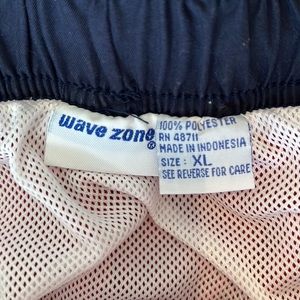 wave zone®
100% POLYESTER
RN 48711
MADE IN INDONESIA
SIZE: XL
SEE REVERSE FOR CARE